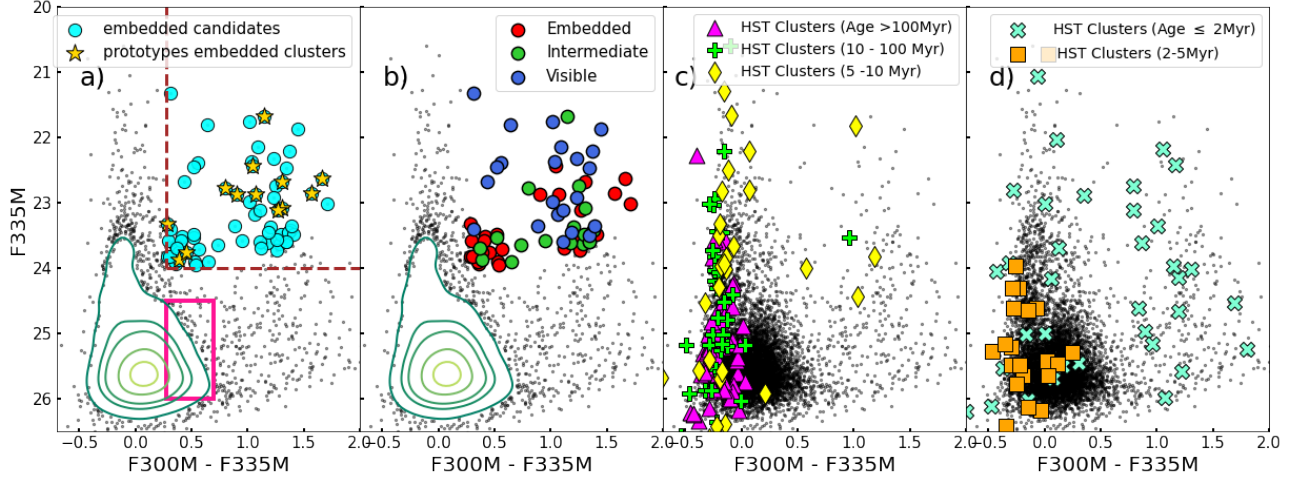 a)
embedded candidates
prototypes embedded clusters
b)
Embedded
Intermediate
Visible
c)
HST Clusters (Age >100Myr)
HST Clusters (10 - 100 Myr)
HST Clusters (5 -10 Myr)
d)
HST Clusters (Age ≤ 2Myr)
HST Clusters (2-5Myr)
F335M
20
21
22
23
24
25
26
−0.5 0.0 0.5 1.0 1.5 2.0
−0.5 0.0 0.5 1.0 1.5 2.0
−0.5 0.0 0.5 1.0 1.5 2.0
−0.5 0.0 0.5 1.0 1.5 2.0
F300M - F335M
F300M - F335M
F300M - F335M
F300M - F335M